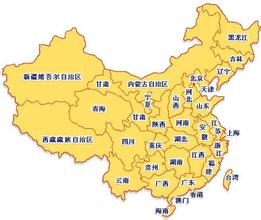 黑龙江
吉林
辽宁
新疆维吾尔自治区
甘肃
内蒙古自治区
北京
天津
河北
山西
宁夏
山东
青海
甘肃
陕西
河南
江苏
安徽
上海
西藏藏族自治区
四川
重庆
湖北
浙江
湖南
江西
福建
云南
广西
广东
台湾
香港
澳门
海南